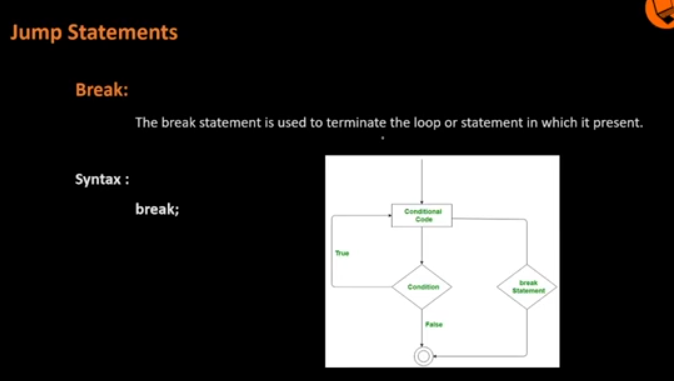 Jump Statements
Break:
The break statement is used to terminate the loop or statement in which it present.
Syntax :
break;
Conditional
Code
True
Condition
break
Statement
False